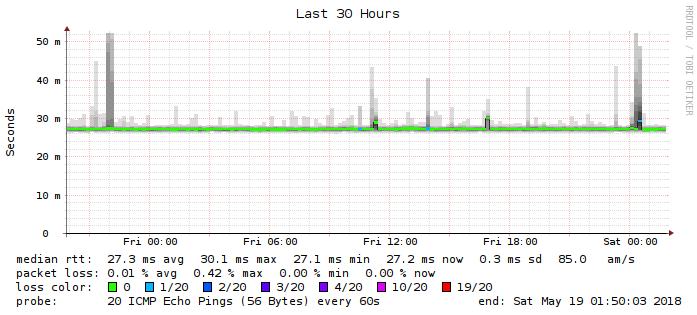 Last 30 Hours
RRDTOOL / TOBI OETIKER
Seconds
50 m
40 m
30 m
20 m
10 m
0
Fri 00:00 Fri 06:00 Fri 12:00 Fri 18:00 Sat 00:00
median rtt: 27.3 ms avg 30.1 ms max 27.1 ms min 27.2 ms now 0.3 ms sd 85.0 am/s
packet loss: 0.01 % avg 0.42 % max 0.00 % min 0.00 % now
loss color: 0 1/20 2/20 3/20 4/20 10/20 19/20
probe: 20 ICMP Echo Pings (56 Bytes) every 60s end: Sat May 19 01:50:03 2018